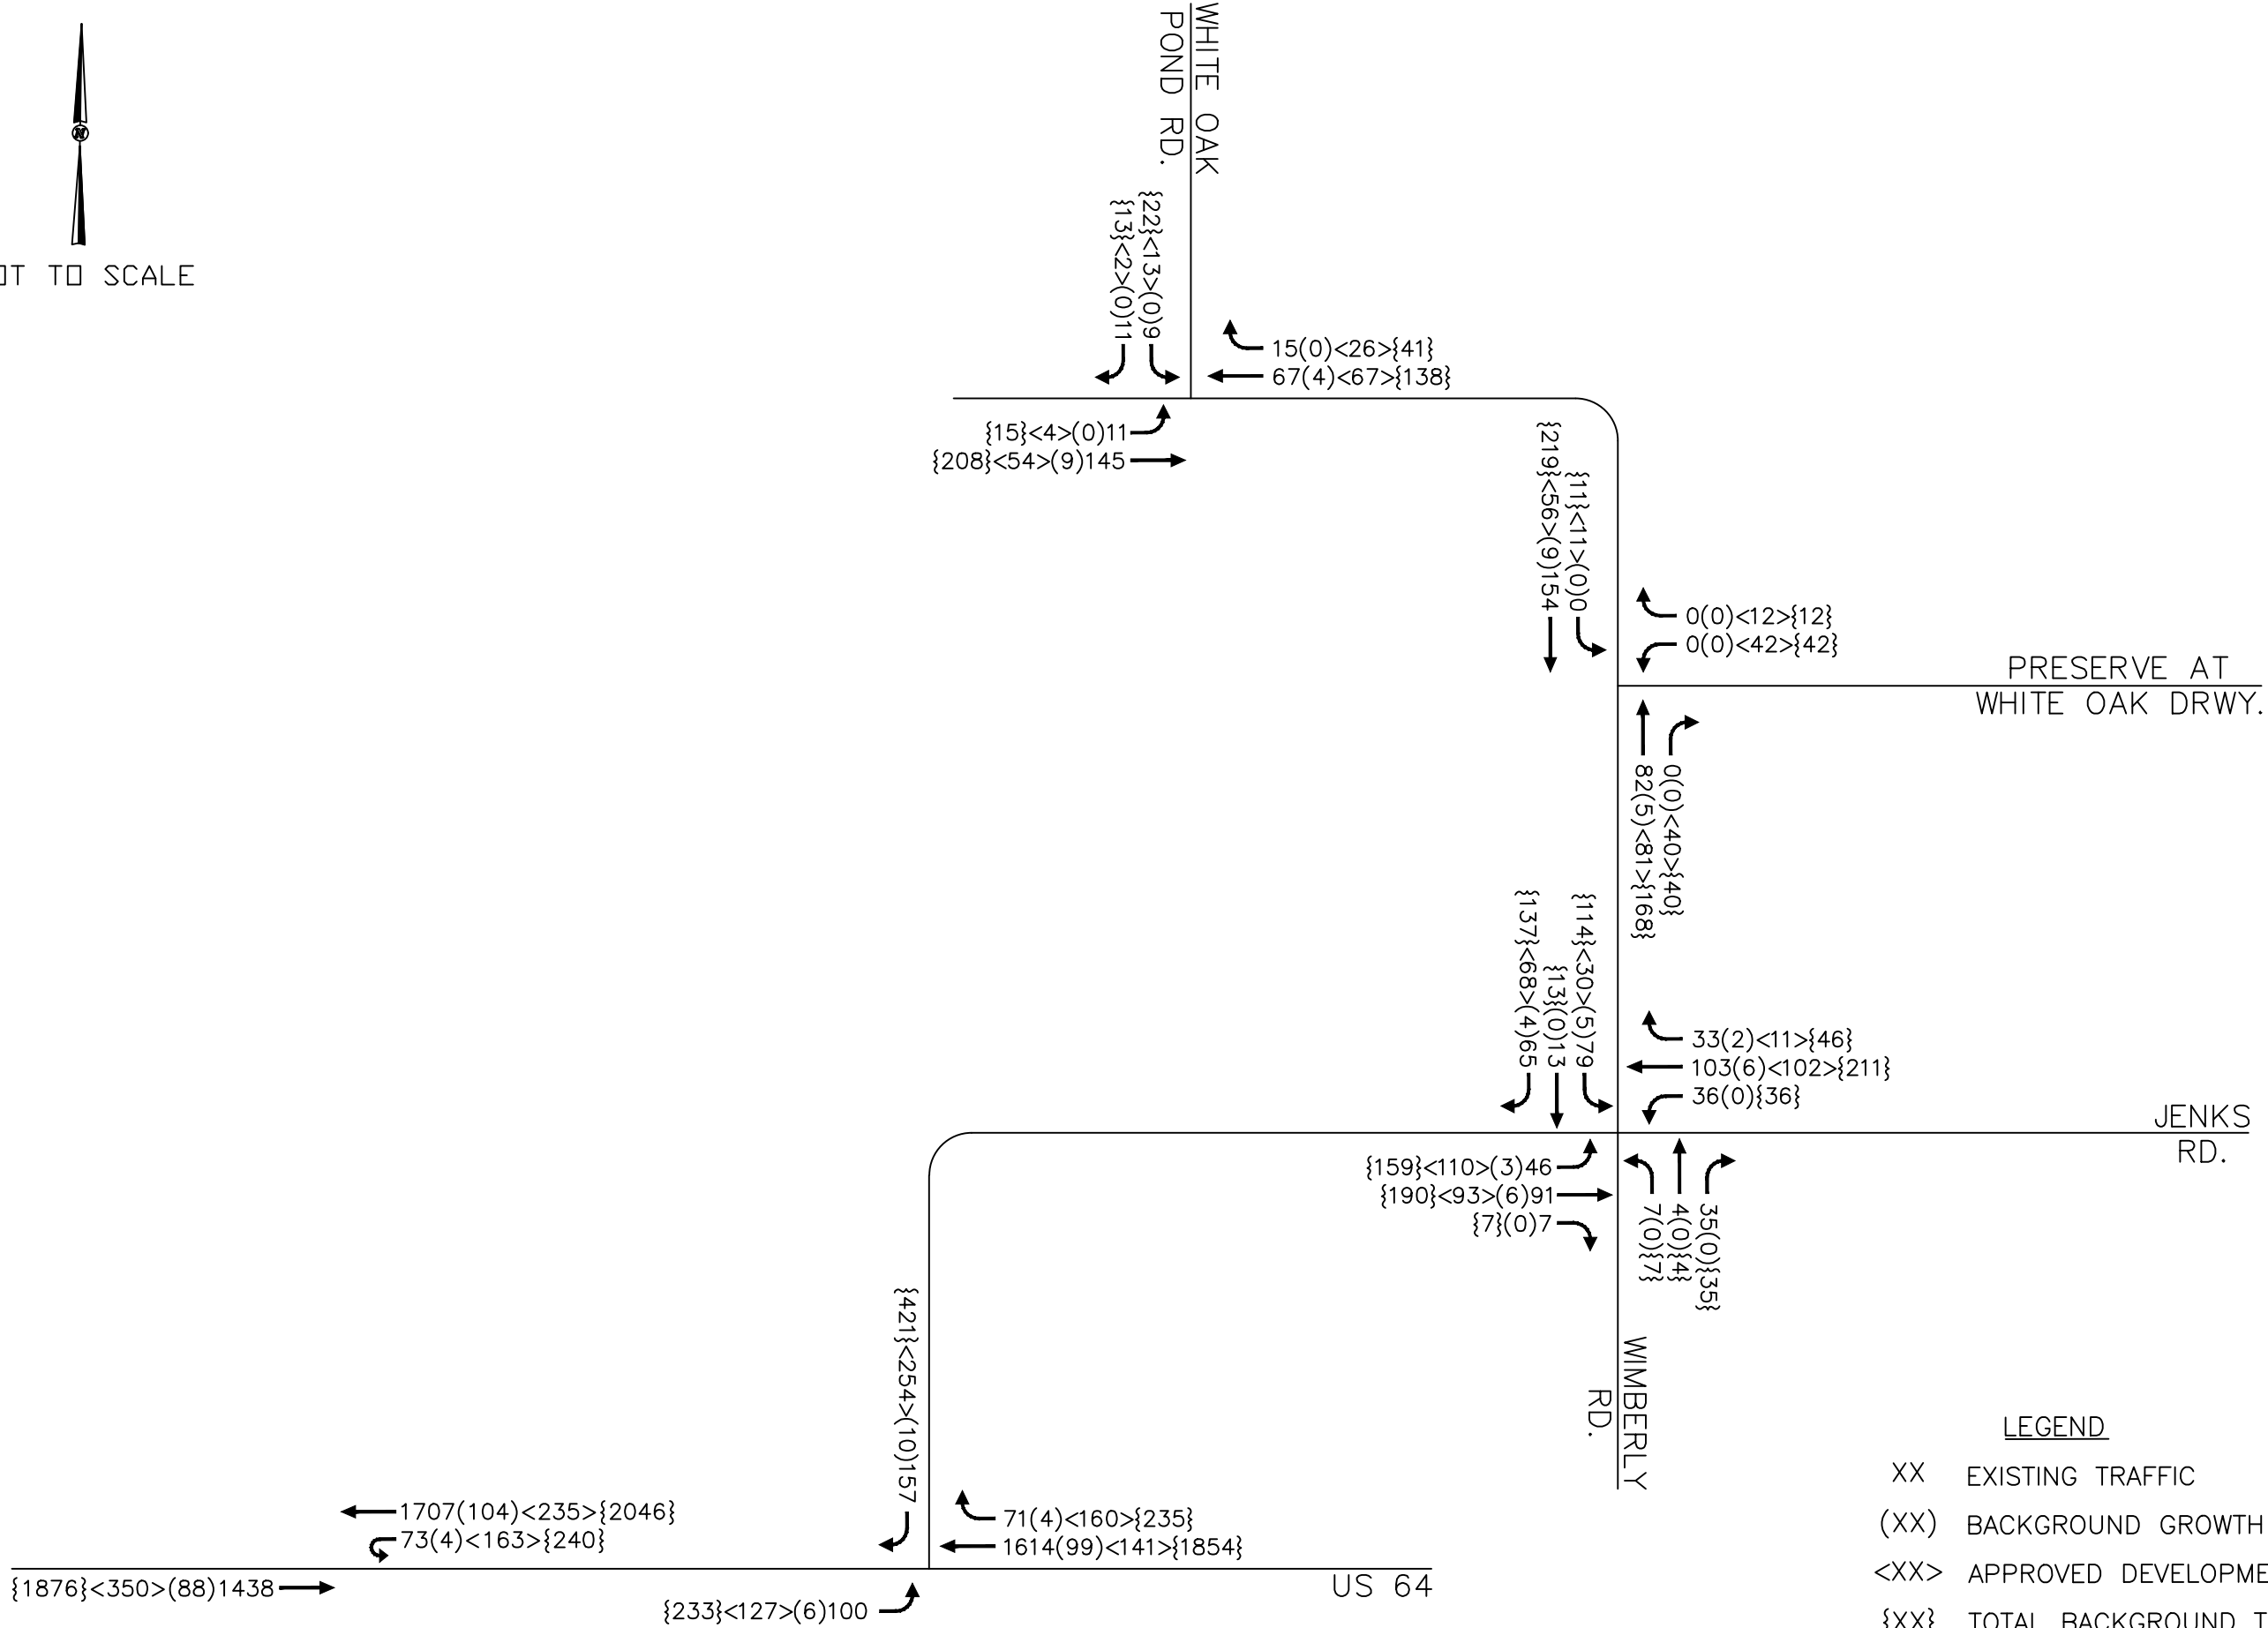 WHITE OAK
POND RD.
N
TO SCALE
{22}<13>(0)9
{13}<2>(0)11
15(0)<26>{41}
67(4)<67>{138}
{15}<4>(0)11
{208}<54>(9)145
{219}<56>(9)154
{11}<11>(0)0
0(0)<12>{12}
0(0)<42>{42}
PRESERVE AT
WHITE OAK DRWY.
0(0)<40>{40}
82(5)<81>{168}
{137}<68>(4)65
{13}(0)13
{114}<30>(5)79
33(2)<11>{46}
103(6)<102>{211}
36(0){36}
JENKS
RD.
{159}<110>(3)46
{190}<93>(6)91
{7}(0)7
7(0){7}
4(0){4}
35(0){35}
WIMBERLY
RD.
{421}<254>(10)157
1707(104)<235>{2046}
73(4)<163>{240}
71(4)<160>{235}
1614(99)<141>{1854}
US 64
{1876}<350>(88)1438
{233}<127>(6)100
LEGEND
XX EXISTING TRAFFIC
(XX) BACKGROUND GROWTH
<XX> APPROVED
{XX} TOTAL BACKGROUND